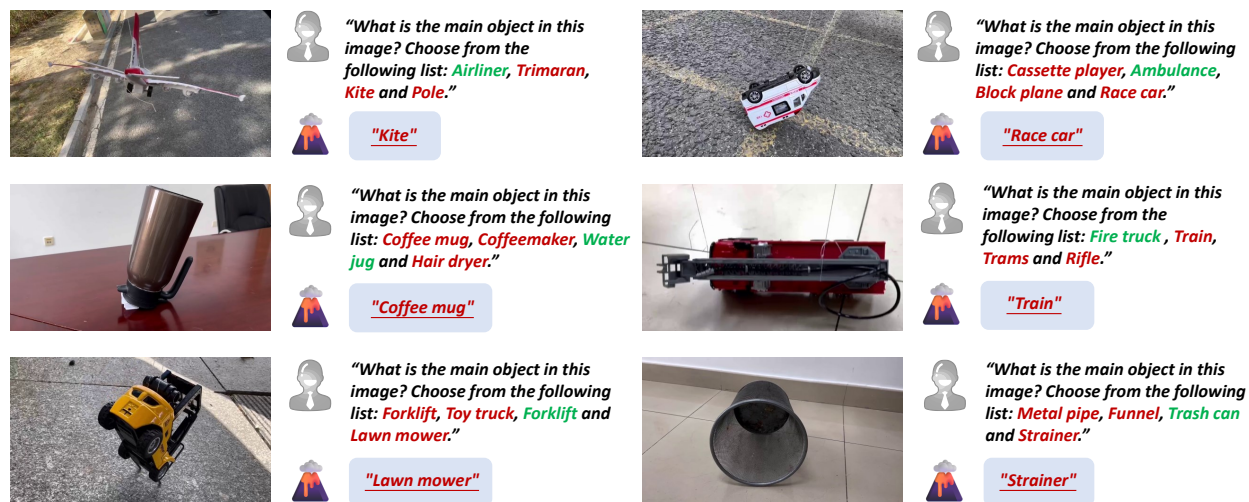 “What is the main object in this
image? Choose from the
following list: Airliner, Trimaran,
Kite and Pole.”
"Kite"
“What is the main object in this
image? Choose from the following
list: Cassette player, Ambulance,
Block plane and Race car.”
"Race car"
“What is the main object in this
image? Choose from the following
list: Coffee mug, Coffeemaker, Water
jug and Hair dryer.”
"Coffee mug"
“What is the main object in this
image? Choose from the
following list: Fire truck , Train,
Trams and Rifle.”
"Train"
“What is the main object in this
image? Choose from the following
list: Forklift, Toy truck, Forklift and
Lawn mower.”
"Lawn mower"
“What is the main object in this
image? Choose from the following
list: Metal pipe, Funnel, Trash can
and Strainer.”
"Strainer"